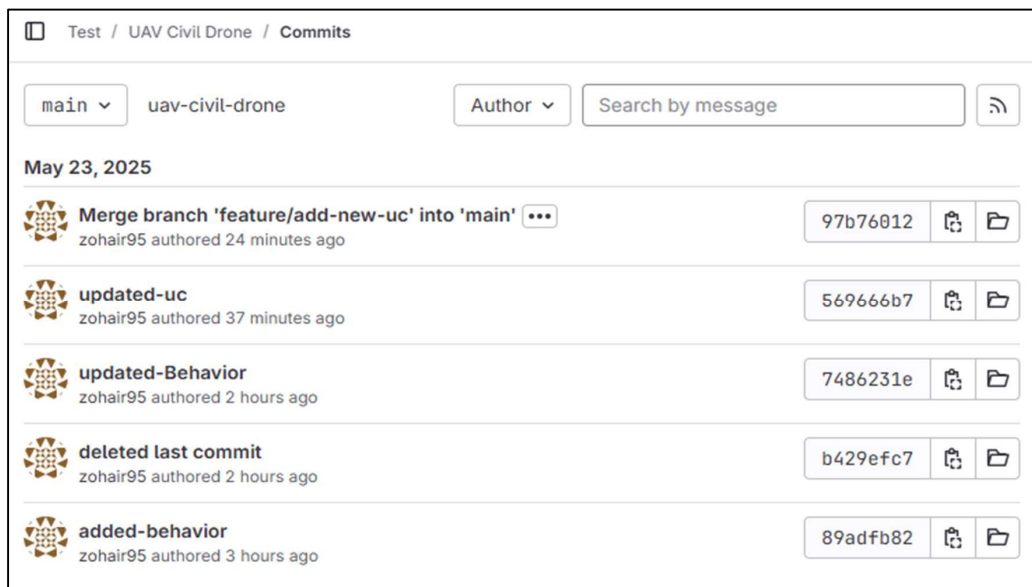 Test / UAV Civil Drone / Commits
main uav-civil-drone Author Search by message
May 23, 2025
Merge branch 'feature/add-new-uc' into 'main' •••
zohair95 authored 24 minutes ago
97b76012
updated-uc
zohair95 authored 37 minutes ago
569666b7
updated-Behavior
zohair95 authored 2 hours ago
7486231e
deleted last commit
zohair95 authored 2 hours ago
b429efc7
added-behavior
zohair95 authored 3 hours ago
89adfb82